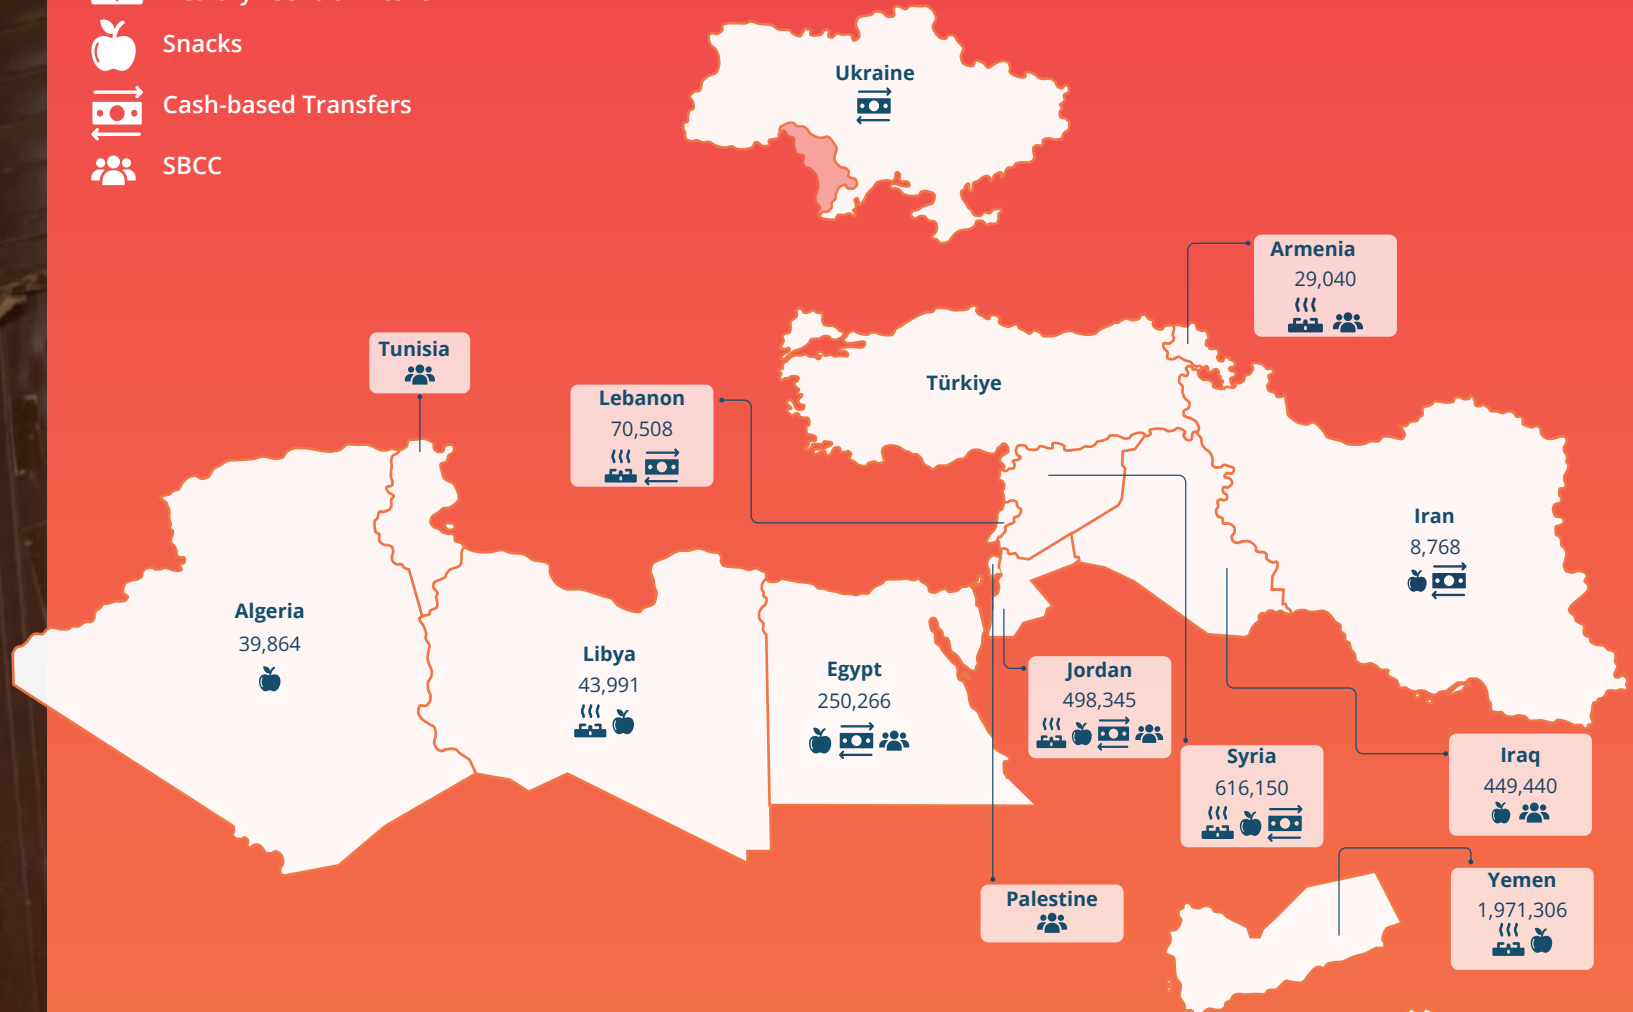 Snacks
Cash-based Transfers
SBCC
Ukraine
Armenia
29,040
Tunisia
Türkiye
Lebanon
70,508
Iran
8,768
Algeria
39,864
Libya
43,991
Egypt
250,266
Jordan
498,345
Syria
616,150
Iraq
449,440
Palestine
Yemen
1,971,306